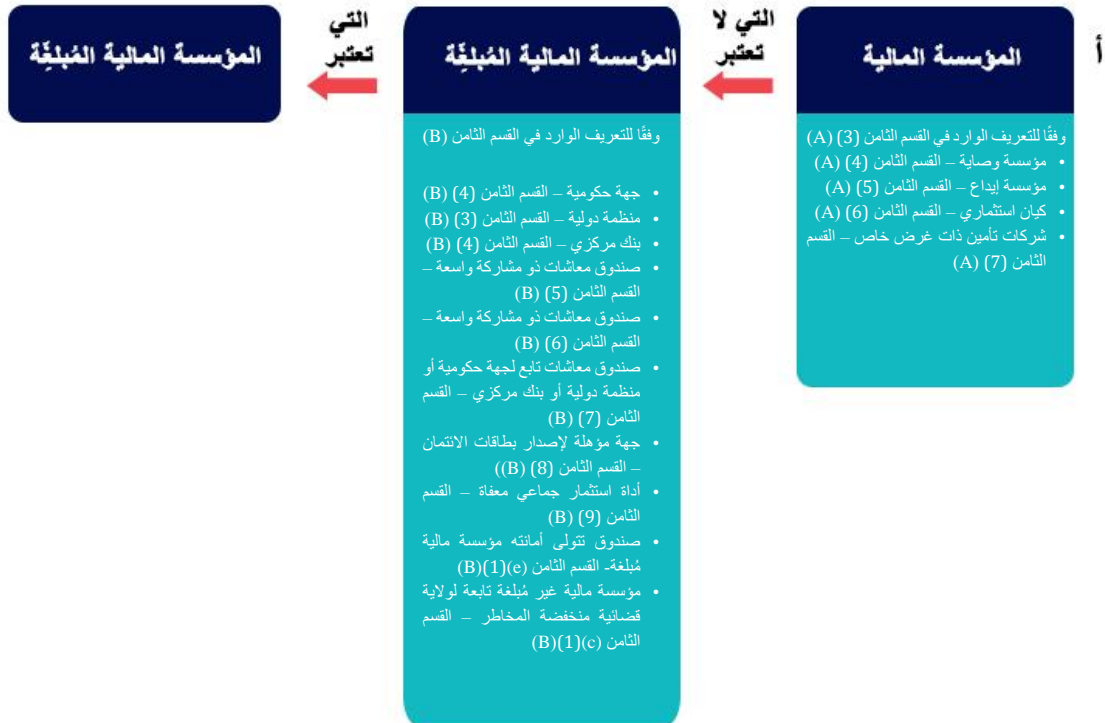 أ
المؤسسة المالية
وفقًا للتعريف الوارد في القسم الثامن (3) (A)
• مؤسسة وصاية – القسم الثامن (4) (A)
• مؤسسة إيداع – القسم الثامن (5) (A)
• كيان استثماري – القسم الثامن (6) (A)
• شركات تأمين ذات غرض خاص – القسم
الثامن (7) (A)
التي لا
تعتبر
المؤسسة المالية المُبلغِّة
وفقًا للتعريف الوارد في القسم الثامن (B)
• جهة حكومية – القسم الثامن (4) (B)
• منظمة دولية – القسم الثامن (3) (B)
• بنك مركزي – القسم الثامن (4) (B)
• صندوق معاشات ذو مشاركة واسعة –
القسم الثامن (5) (B)
• صندوق معاشات ذو مشاركة واسعة –
القسم الثامن (6) (B)
• صندوق معاشات تابع لجهة حكومية أو
منظمة دولية أو بنك مركزي – القسم
الثامن (7) (B)
• جهة مؤهلة لإصدار بطاقات الائتمان
– القسم الثامن (8) (B))
• أداة استثمار جماعي معفاة – القسم
الثامن (9) (B)
• صندوق تتولى أمانته مؤسسة مالية
مُبلغة- القسم الثامن (e)(1)(B)
• مؤسسة مالية غير مُبلغة تابعة لولاية
قضائية منخفضة المخاطر – القسم
الثامن (c)(1)(B)
التي
تعتبر
المؤسسة المالية المُبلغِّة